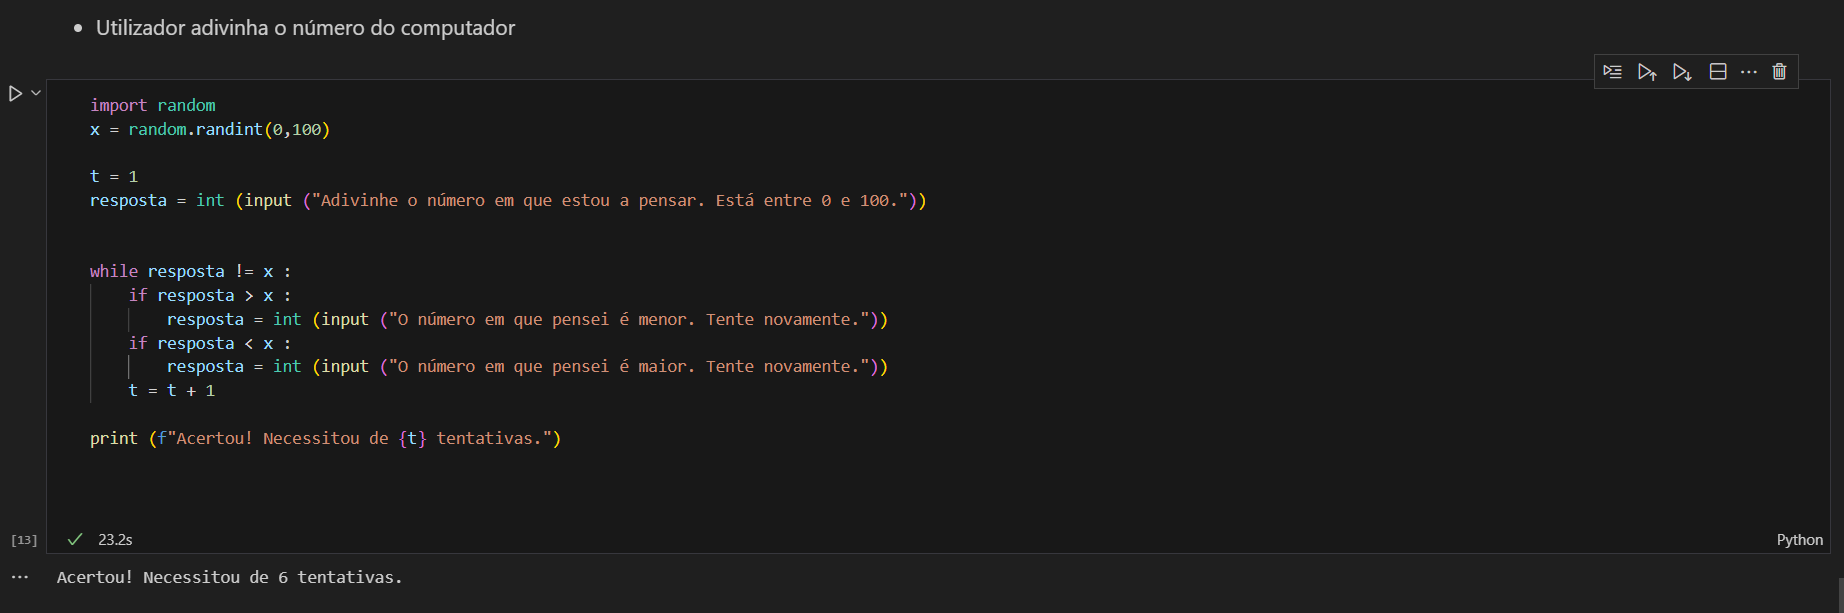 • Utilizador adivinha o número do computador
import random
x = random.randint(0,100)
t = 1
resposta = int (input ("Adivinhe o número em que estou a pensar. Está entre 0 e 100."))
while resposta != x :
    if resposta > x :
        resposta = int (input ("O número em que pensei é menor. Tente novamente."))
    if resposta < x :
        resposta = int (input ("O número em que pensei é maior. Tente novamente."))
    t = t + 1
print (f"Acertou! Necessitou de {t} tentativas.")
[13] 23.2s Python
Acertou! Necessitou de 6 tentativas.